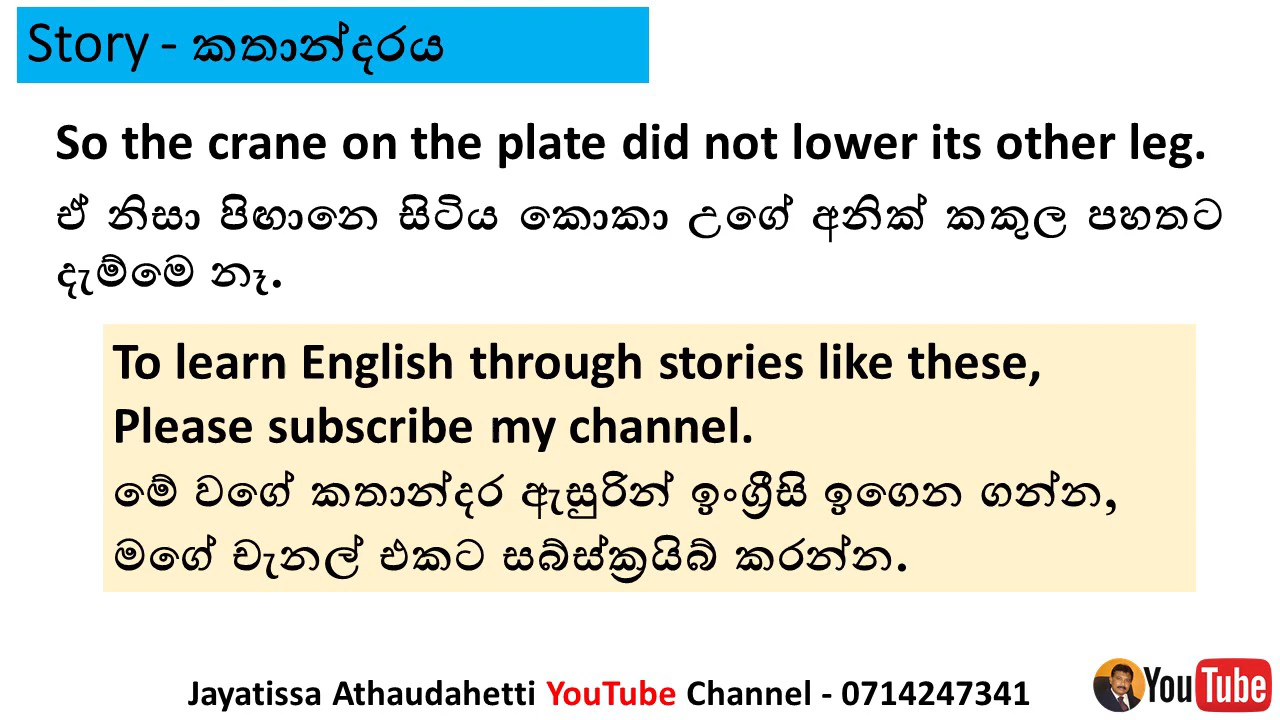 Story - කතාන්දරය
So the crane on the plate did not lower its other leg.
ඒ නිසා පිඟානෙ සිටිය කොකා උගේ අනික් කකුල පහතට
දැම්මෙ නෑ.
To learn English through stories like these,
Please subscribe my channel.
මේ වගේ කතාන්දර ඇසුරින් ඉංග්‍රීසි ඉගෙන ගන්න,
මගේ චැනල් එකට සබ්ස්ක්‍රයිබ් කරන්න.
Jayatissa Athaudahetti YouTube Channel - 0714247341
YouTube